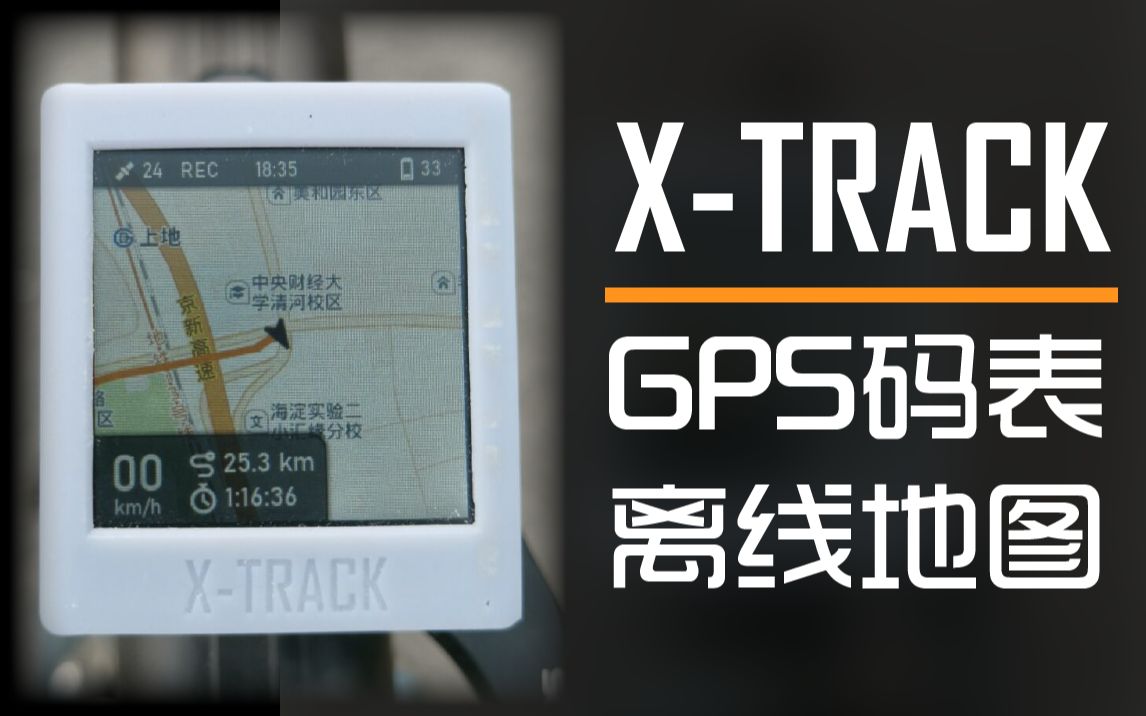 24 REC 18:35 33
美和园东区
上地
中央财经大
学清河校区
京新高速
海淀实验二
小汇缘分校
路
区
00
km/h
25.3 km
1:16:36
X-TRACK
X-TRACK
GPS码表
离线地图